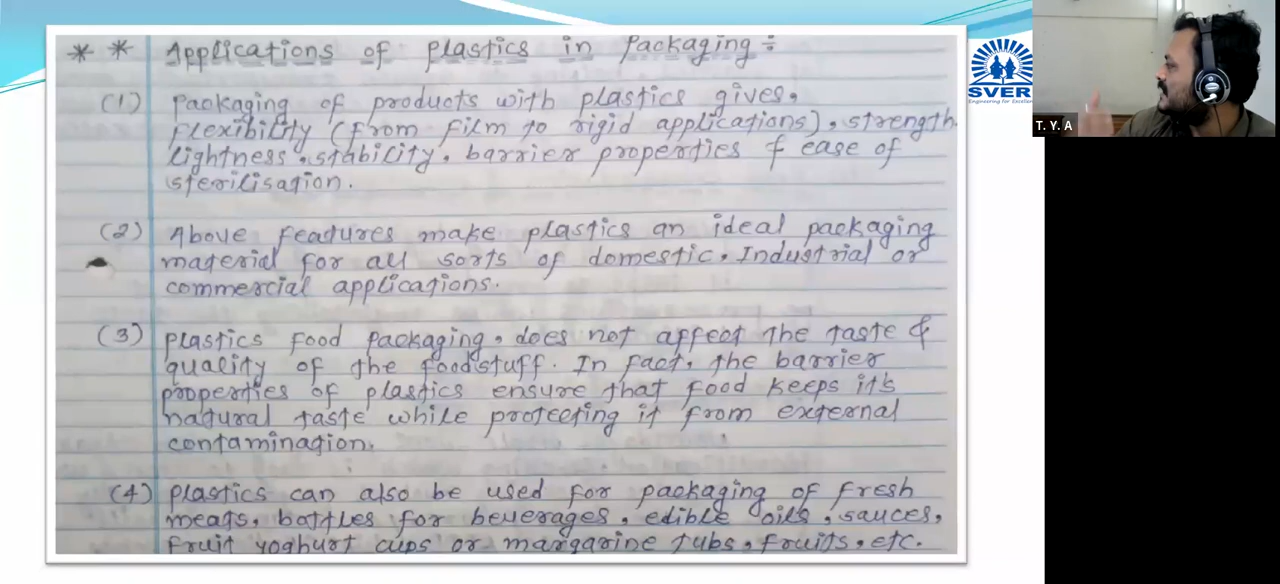 ** Applications of plastics in Packaging :-
(1) Packaging of products with plastics gives,
flexibility (from film to rigid applications), strength
lightness, stability, barrier properties & ease of
sterilisation.
(2) Above features make plastics an ideal packaging
material for all sorts of domestic, Industrial or
commercial applications.
(3) Plastics food packaging, does not affect the taste &
quality of the foodstuff. In fact, the barrier
properties of plastics ensure that food keeps it's
natural taste while protecting it from external
contamination.
(4) Plastics can also be used for packaging of fresh
meats, battles for beverages, edible oils, sauces,
fruit yoghurt cups or margarine tubs, fruits, etc.
SVER
Engineering for Excellen
T. Y. A